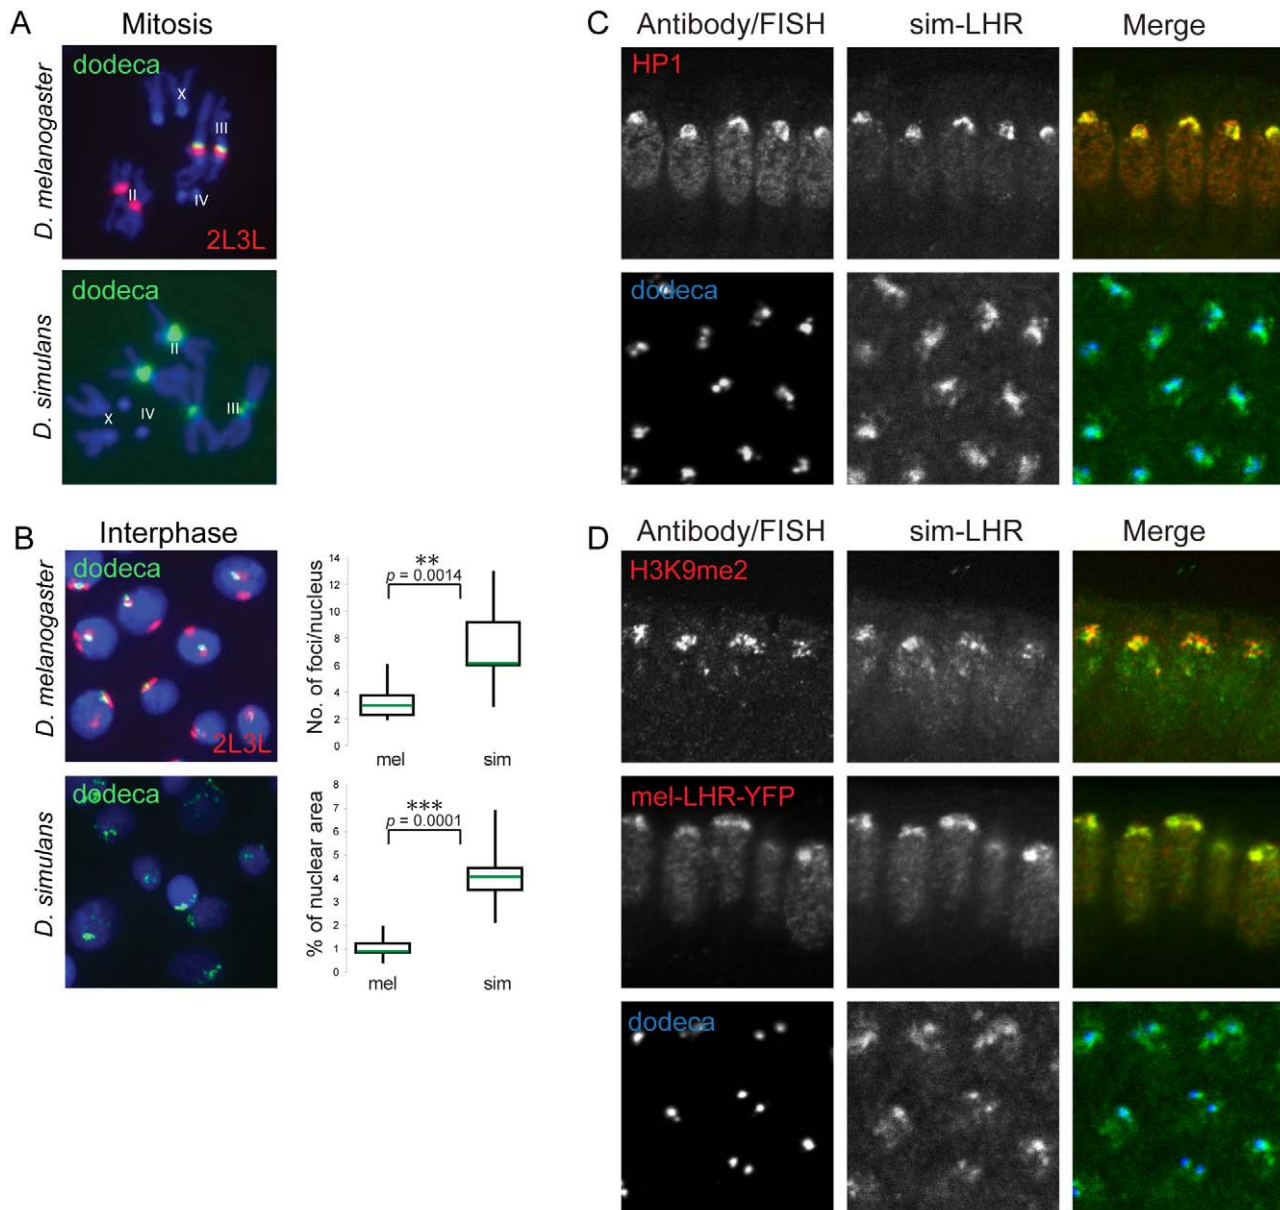 A
Mitosis
D. melanogaster
dodeca
X
III
II
IV
2L3L
D. simulans
dodeca
II
X
IV
III
B
Interphase
D. melanogaster
dodeca
2L3L
D. simulans
dodeca
No. of foci/nucleus
14
12
10
8
6
4
2
0
**
p = 0.0014
mel sim
% of nuclear area
8
7
6
5
4
3
2
1
0
***
p = 0.0001
mel sim
C
Antibody/FISH sim-LHR Merge
HP1
dodeca
D
Antibody/FISH sim-LHR Merge
H3K9me2
mel-LHR-YFP
dodeca